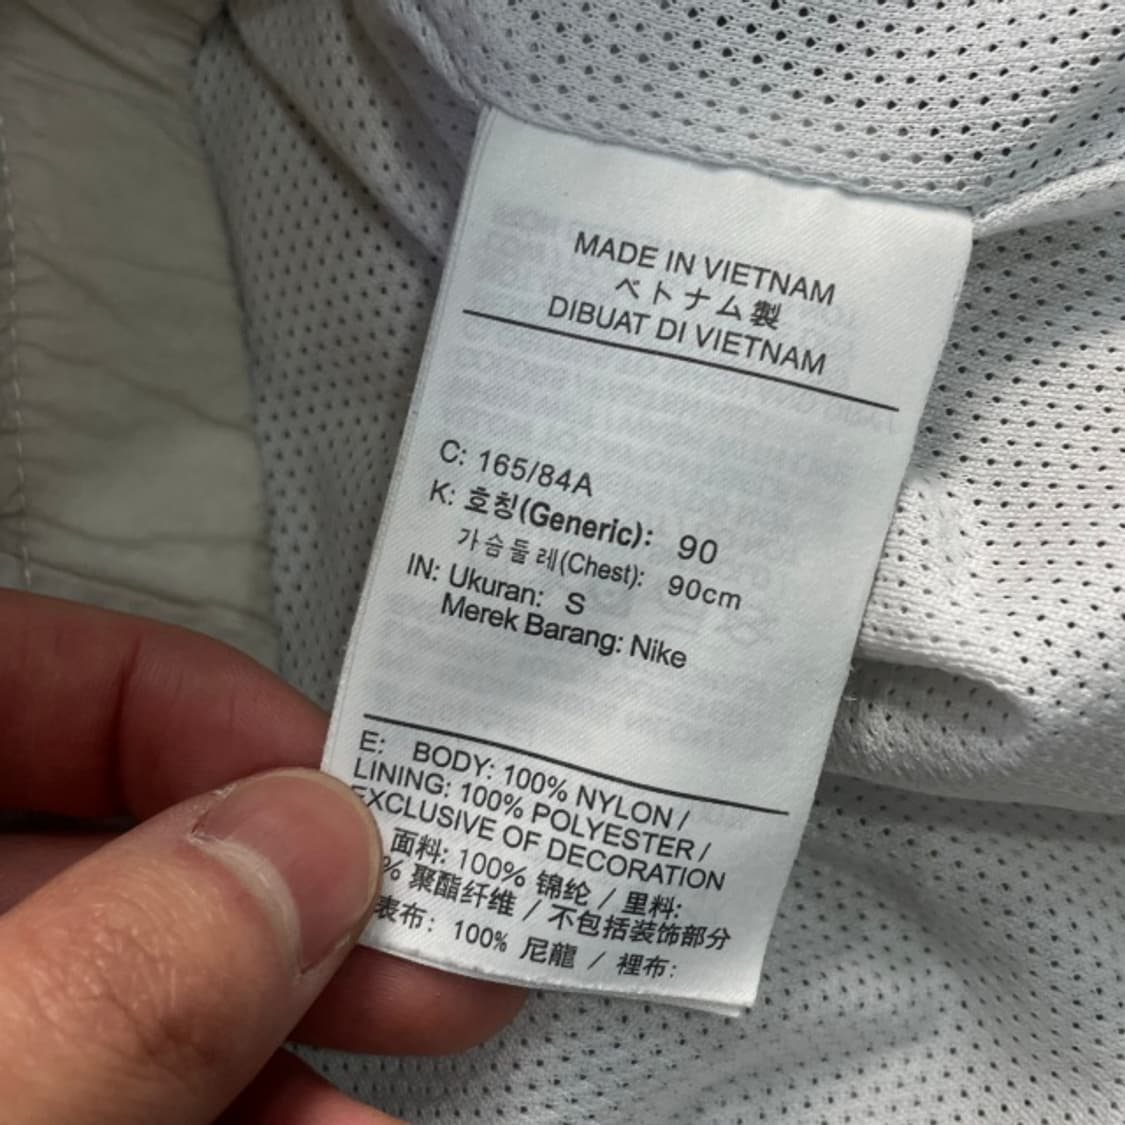 MADE IN VIETNAM
ベトナム製
DIBUAT DI VIETNAM
C: 165/84A
K: 호칭(Generic): 90
가슴둘레(Chest): 90cm
IN: Ukuran: S
Merek Barang: Nike
E: BODY: 100% NYLON /
LINING: 100% POLYESTER /
EXCLUSIVE OF DECORATION
面料: 100% 锦纶 / 里料:
% 聚酯纤维 / 不包括装饰部分
表布: 100% 尼龍 / 裡布: